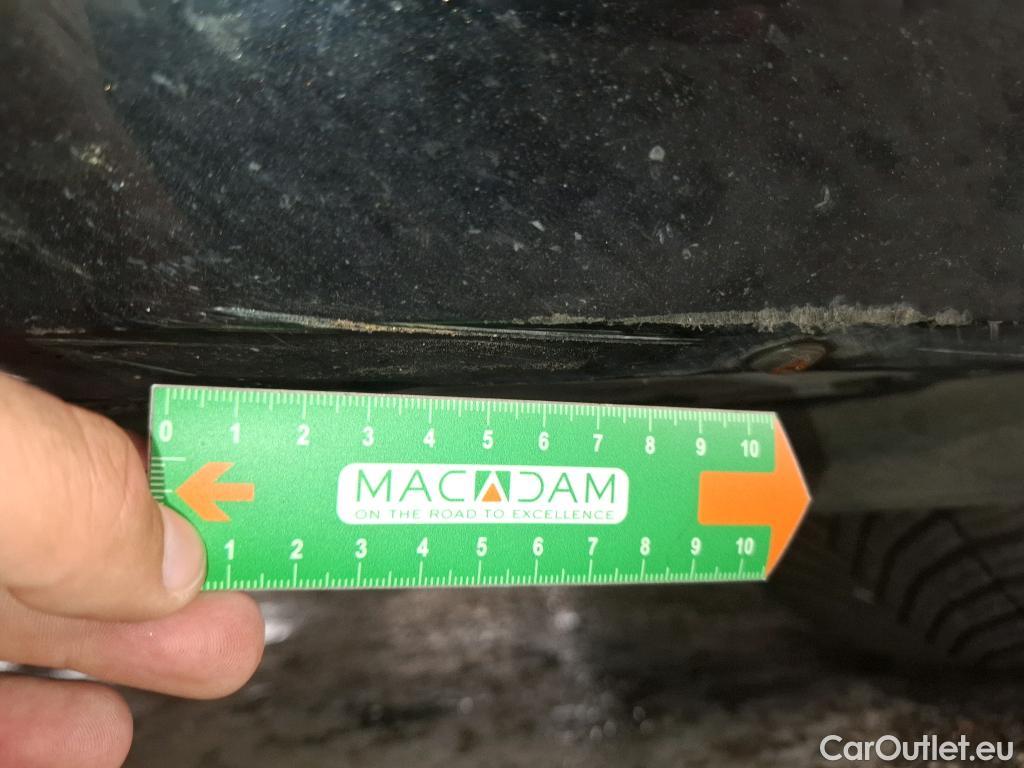 0 1 2 3 4 5 6 7 8 9 10
MACADAM
ON THE ROAD TO EXCELLENCE
1 2 3 4 5 6 7 8 9 10
CarOutlet.eu